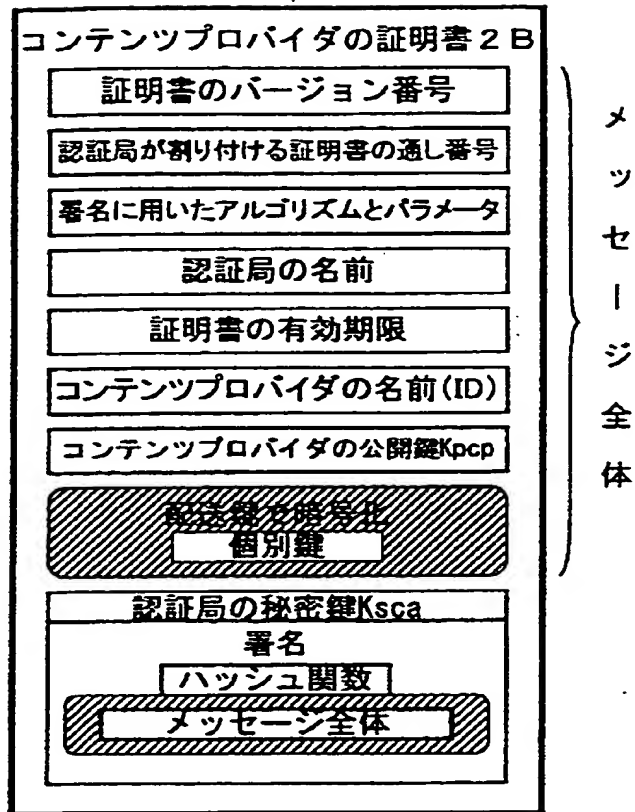 コンテンツプロバイダの証明書2B
証明書のバージョン番号
認証局が割り付ける証明書の通し番号
署名に用いたアルゴリズムとパラメータ
認証局の名前
証明書の有効期限
コンテンツプロバイダの名前(ID)
コンテンツプロバイダの公開鍵Kpcp
配送鍵で暗号化
個別鍵
認証局の秘密鍵Ksca
署名
ハッシュ関数
メッセージ全体
メッセージ全体